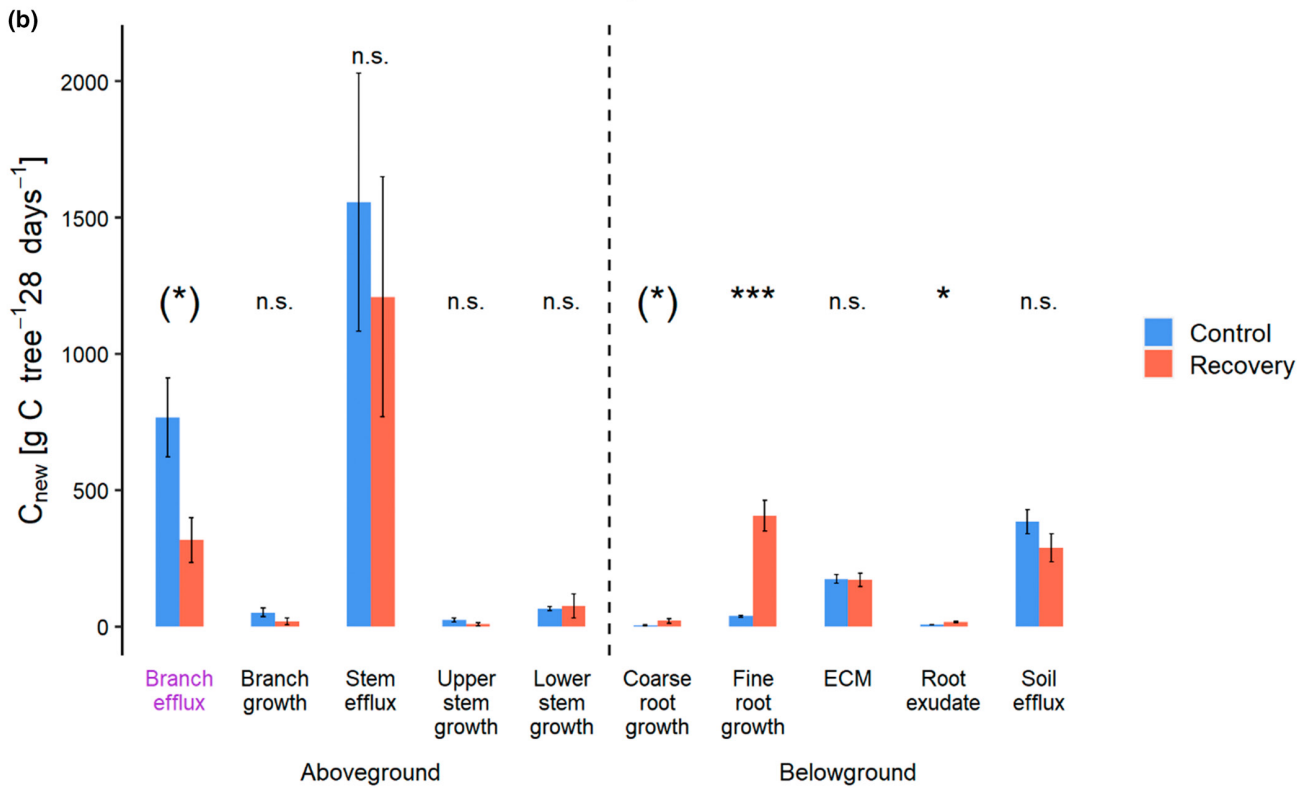 (b)
n.s.
2000
1500
1000
500
0
C_new [g C tree⁻¹28 days⁻¹]
(*) n.s. n.s. n.s. (*) *** n.s. * n.s.
Control
Recovery
Branch
efflux
Branch
growth
Stem
efflux
Upper
stem
growth
Lower
stem
growth
Coarse
root
growth
Fine
root
growth
ECM
Root
exudate
Soil
efflux
Aboveground
Belowground